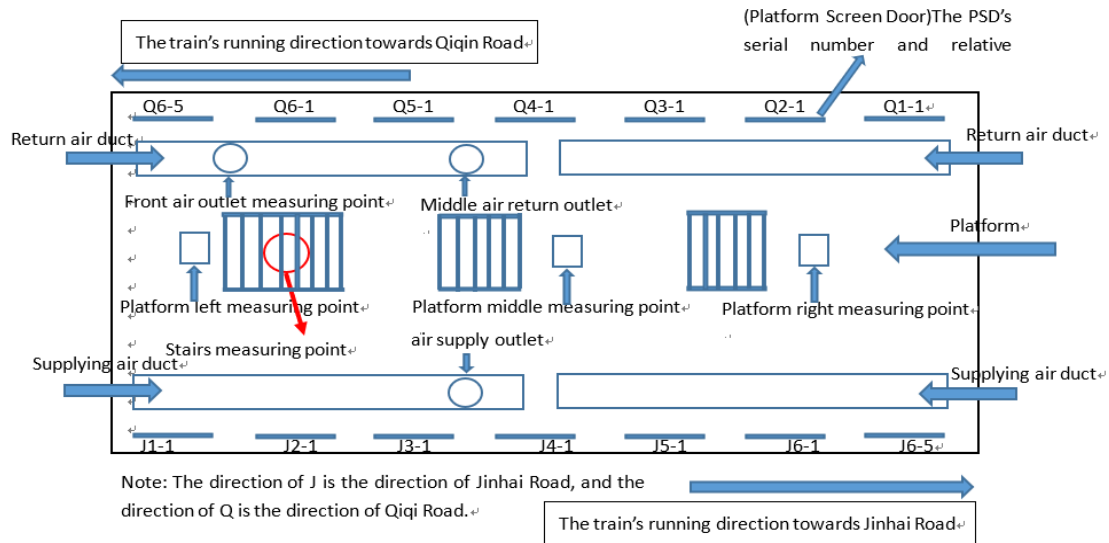 (Platform Screen Door)The PSD's
serial number and relative
The train's running direction towards Qiqin Road
Q6-5 Q6-1 Q5-1 Q4-1 Q3-1 Q2-1 Q1-1
Return air duct
Return air duct
Front air outlet measuring point
Middle air return outlet
Platform
Platform left measuring point
Platform middle measuring point
Platform right measuring point
Stairs measuring point
air supply outlet
Supplying air duct
Supplying air duct
J1-1 J2-1 J3-1 J4-1 J5-1 J6-1 J6-5
Note: The direction of J is the direction of Jinhai Road, and the
direction of Q is the direction of Qiqi Road.
The train's running direction towards Jinhai Road